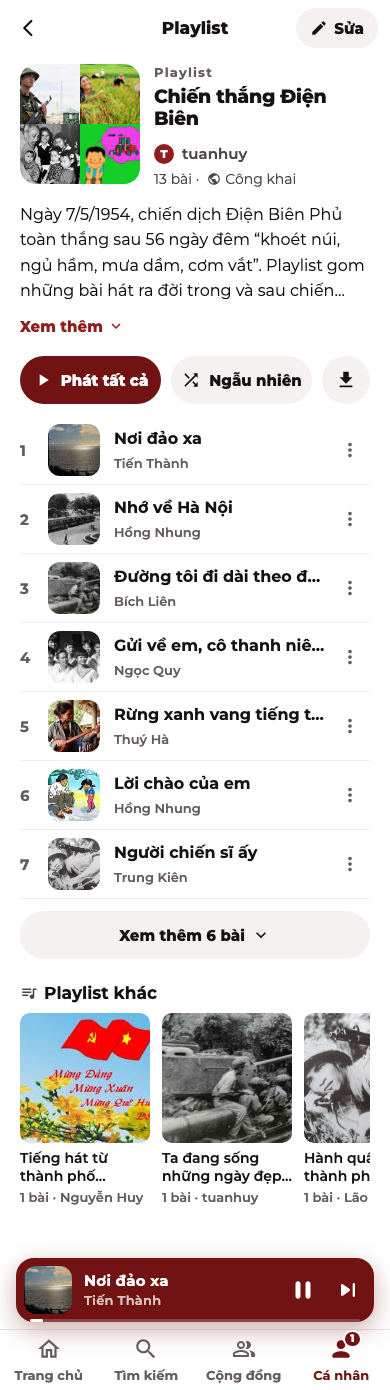 Playlist
Sửa
Playlist
Chiến thắng Điện
Biên
T tuanhuy
13 bài · Công khai
Ngày 7/5/1954, chiến dịch Điện Biên Phủ
toàn thắng sau 56 ngày đêm “khoét núi,
ngủ hầm, mưa dầm, cơm vắt”. Playlist gom
những bài hát ra đời trong và sau chiến...
Xem thêm
Phát tất cả
Ngẫu nhiên
1
Nơi đảo xa
Tiến Thành
2
Nhớ về Hà Nội
Hồng Nhung
3
Đường tôi đi dài theo đ...
Bích Liên
4
Gửi về em, cô thanh niê...
Ngọc Quy
5
Rừng xanh vang tiếng t...
Thuý Hà
6
Lời chào của em
Hồng Nhung
7
Người chiến sĩ ấy
Trung Kiên
Xem thêm 6 bài
Playlist khác
Mừng Đảng
Mừng Xuân
Mừng Quê Hư
Tiếng hát từ
thành phố...
1 bài · Nguyễn Huy
Ta đang sống
những ngày đẹp...
1 bài · tuanhuy
Hành quâ
thành ph
1 bài · Lão
Nơi đảo xa
Tiến Thành
1
Trang chủ
Tìm kiếm
Cộng đồng
Cá nhân